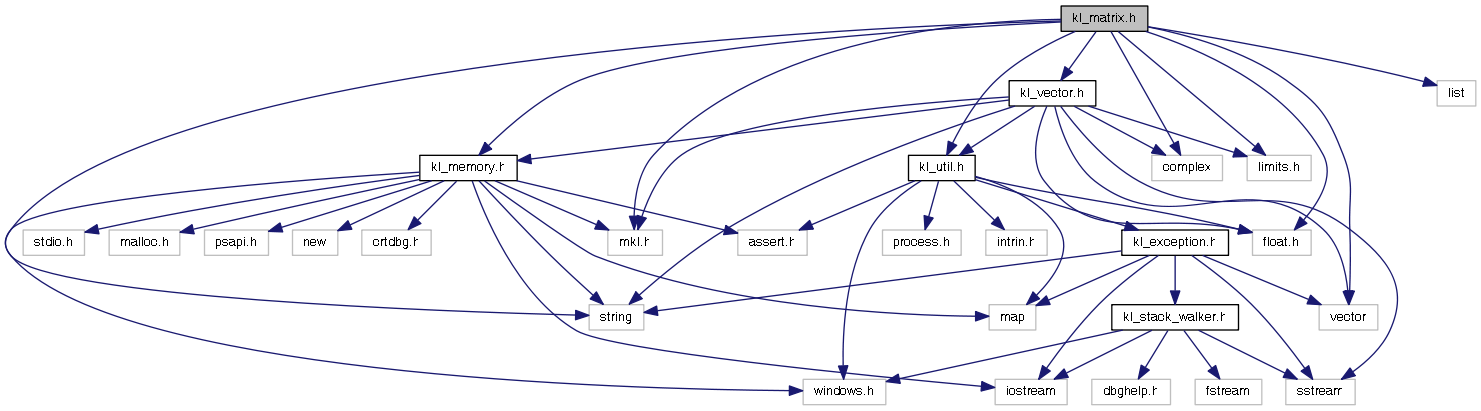 kl_matrix.h
kl_vector.h
list
kl_memory.r
kl_util.h
complex
limits.h
stdio.h
malloc.h
psapi.h
new
crtdbg.r
mkl.r
assert.r
process.h
intrin.r
kl_exception.r
float.h
string
map
kl_stack_walker.r
vector
windows.h
iostream
dbghelp.r
fstream
sstream